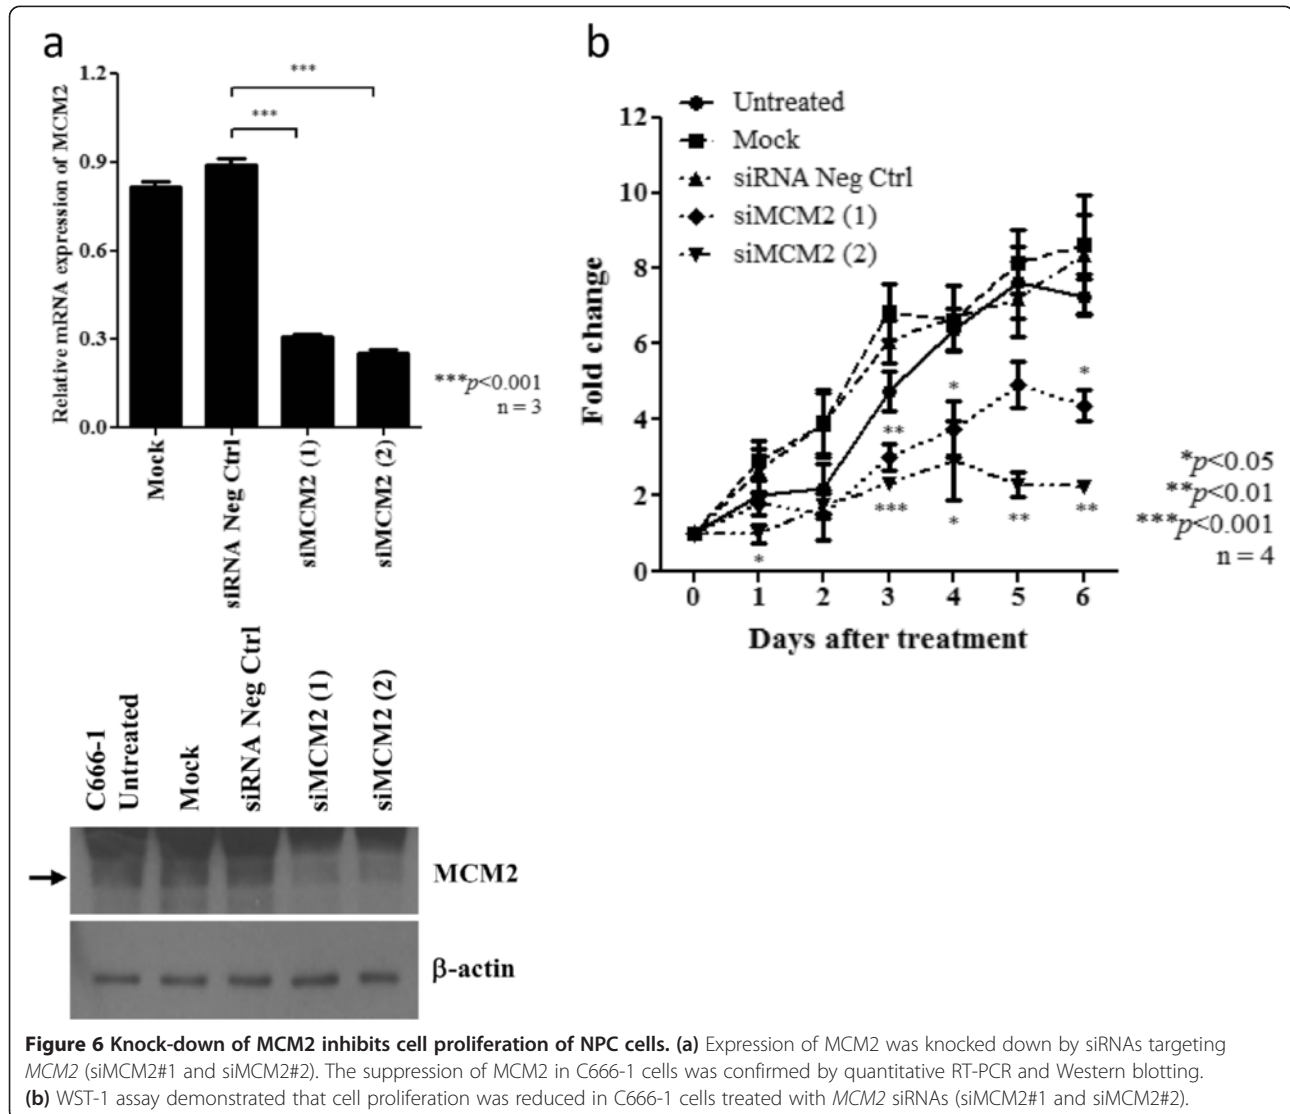 a
Relative mRNA expression of MCM2
1.2
0.9
0.6
0.3
0.0
***
***
Mock
siRNA Neg Ctrl
siMCM2 (1)
siMCM2 (2)
***p<0.001
n = 3
C666-1
Untreated
Mock
siRNA Neg Ctrl
siMCM2 (1)
siMCM2 (2)
MCM2
β-actin
b
Untreated
Mock
siRNA Neg Ctrl
siMCM2 (1)
siMCM2 (2)
Fold change
12
10
8
6
4
2
0
*
**
***
*
*
**
*
**
0
1
2
3
4
5
6
Days after treatment
*p<0.05
**p<0.01
***p<0.001
n = 4
Figure 6 Knock-down of MCM2 inhibits cell proliferation of NPC cells. (a) Expression of MCM2 was knocked down by siRNAs targeting
MCM2 (siMCM2#1 and siMCM2#2). The suppression of MCM2 in C666-1 cells was confirmed by quantitative RT-PCR and Western blotting.
(b) WST-1 assay demonstrated that cell proliferation was reduced in C666-1 cells treated with MCM2 siRNAs (siMCM2#1 and siMCM2#2).